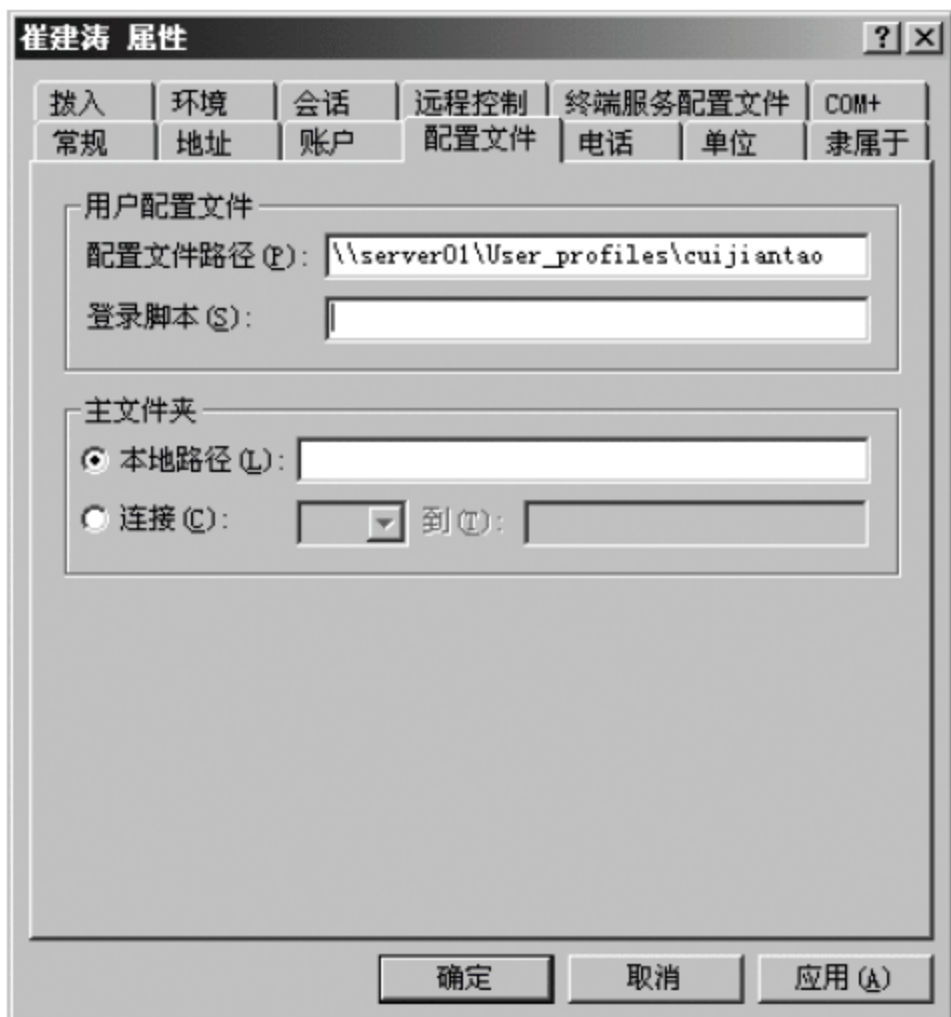 崔建涛 属性
拨入 环境 会话 远程控制 终端服务配置文件 COM+
常规 地址 账户 配置文件 电话 单位 隶属于
用户配置文件
配置文件路径(P): \\server01\User_profiles\cuijiantao
登录脚本(S):
主文件夹
本地路径(L):
连接(C): 到(T):
确定 取消 应用(A)